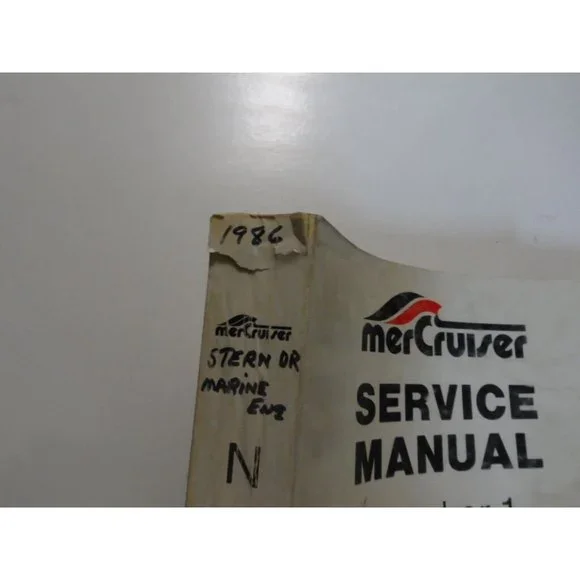 1986
merCruiser
STERN DR
MARINE
ENG
N
merCruiser
SERVICE
MANUAL